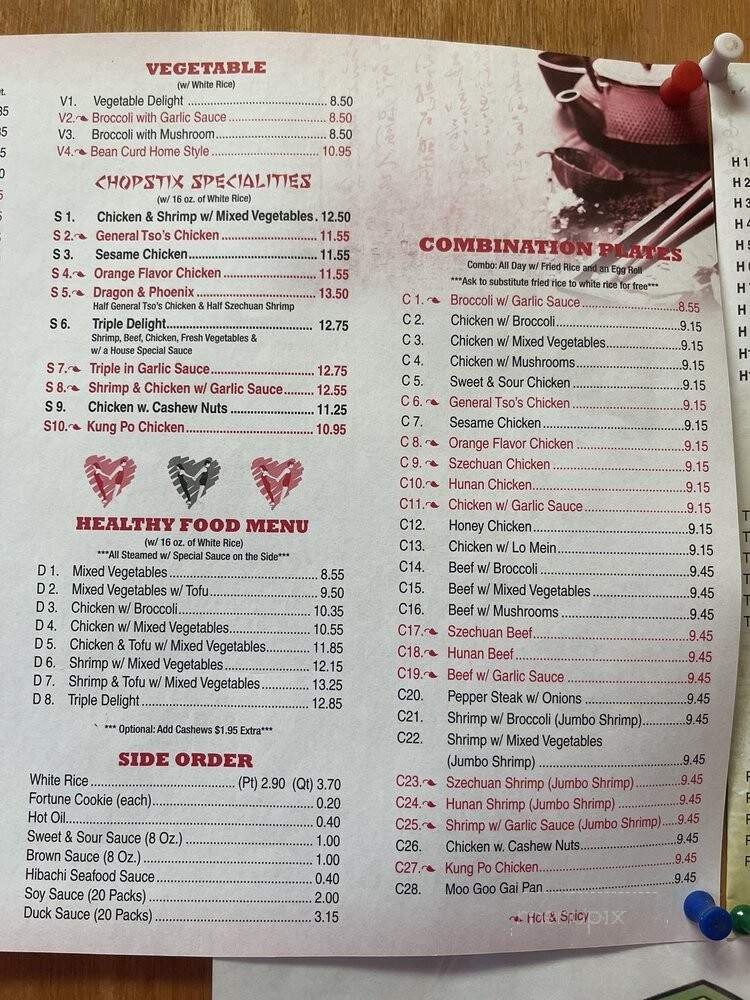 VEGETABLE
(w/ White Rice)
V1. Vegetable Delight 8.50
V2. Broccoli with Garlic Sauce 8.50
V3. Broccoli with Mushroom 8.50
V4. Bean Curd Home Style 10.95
CHOPSTIX SPECIALITIES
(w/ 16 oz. of White Rice)
S 1. Chicken & Shrimp w/ Mixed Vegetables. 12.50
S 2. General Tso's Chicken 11.55
S 3. Sesame Chicken 11.55
S 4. Orange Flavor Chicken 11.55
S 5. Dragon & Phoenix 13.50
Half General Tso's Chicken & Half Szechuan Shrimp
S 6. Triple Delight 12.75
Shrimp, Beef, Chicken, Fresh Vegetables &
w/ a House Special Sauce
S 7. Triple in Garlic Sauce 12.75
S 8. Shrimp & Chicken w/ Garlic Sauce 12.55
S 9. Chicken w. Cashew Nuts 11.25
S10. Kung Po Chicken 10.95
HEALTHY FOOD MENU
(w/ 16 oz. of White Rice)
***All Steamed w/ Special Sauce on the Side***
D 1. Mixed Vegetables 8.55
D 2. Mixed Vegetables w/ Tofu 9.50
D 3. Chicken w/ Broccoli 10.35
D 4. Chicken w/ Mixed Vegetables 10.55
D 5. Chicken & Tofu w/ Mixed Vegetables 11.85
D 6. Shrimp w/ Mixed Vegetables 12.15
D 7. Shrimp & Tofu w/ Mixed Vegetables 13.25
D 8. Triple Delight 12.85
*** Optional: Add Cashews $1.95 Extra***
SIDE ORDER
White Rice (Pt) 2.90 (Qt) 3.70
Fortune Cookie (each) 0.20
Hot Oil 0.40
Sweet & Sour Sauce (8 Oz.) 1.00
Brown Sauce (8 Oz.) 1.00
Hibachi Seafood Sauce 0.40
Soy Sauce (20 Packs) 2.00
Duck Sauce (20 Packs) 3.15
COMBINATION PLATES
Combo: All Day w/ Fried Rice and an Egg Roll
***Ask to substitute fried rice to white rice for free***
C 1. Broccoli w/ Garlic Sauce 8.55
C 2. Chicken w/ Broccoli 9.15
C 3. Chicken w/ Mixed Vegetables 9.15
C 4. Chicken w/ Mushrooms 9.15
C 5. Sweet & Sour Chicken 9.15
C 6. General Tso's Chicken 9.15
C 7. Sesame Chicken 9.15
C 8. Orange Flavor Chicken 9.15
C 9. Szechuan Chicken 9.15
C10. Hunan Chicken 9.15
C11. Chicken w/ Garlic Sauce 9.15
C12. Honey Chicken 9.15
C13. Chicken w/ Lo Mein 9.15
C14. Beef w/ Broccoli 9.45
C15. Beef w/ Mixed Vegetables 9.45
C16. Beef w/ Mushrooms 9.45
C17. Szechuan Beef 9.45
C18. Hunan Beef 9.45
C19. Beef w/ Garlic Sauce 9.45
C20. Pepper Steak w/ Onions 9.45
C21. Shrimp w/ Broccoli (Jumbo Shrimp) 9.45
C22. Shrimp w/ Mixed Vegetables
(Jumbo Shrimp) 9.45
C23. Szechuan Shrimp (Jumbo Shrimp) 9.45
C24. Hunan Shrimp (Jumbo Shrimp) 9.45
C25. Shrimp w/ Garlic Sauce (Jumbo Shrimp) 9.45
C26. Chicken w. Cashew Nuts 9.45
C27. Kung Po Chicken 9.45
C28. Moo Goo Gai Pan 9.45
Hot & Spicy